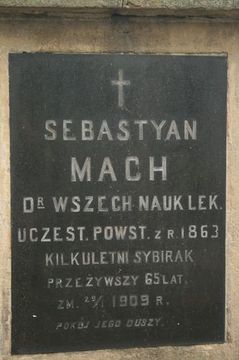 SEBASTYAN
MACH
DR WSZECH NAUK LEK.
UCZEST. POWST. z R. 1863
KILKULETNI SYBIRAK
PRZEŻYWSZY 65 LAT.
ZM. 29/1 1909 R.
POKÓJ JEGO DUSZY.